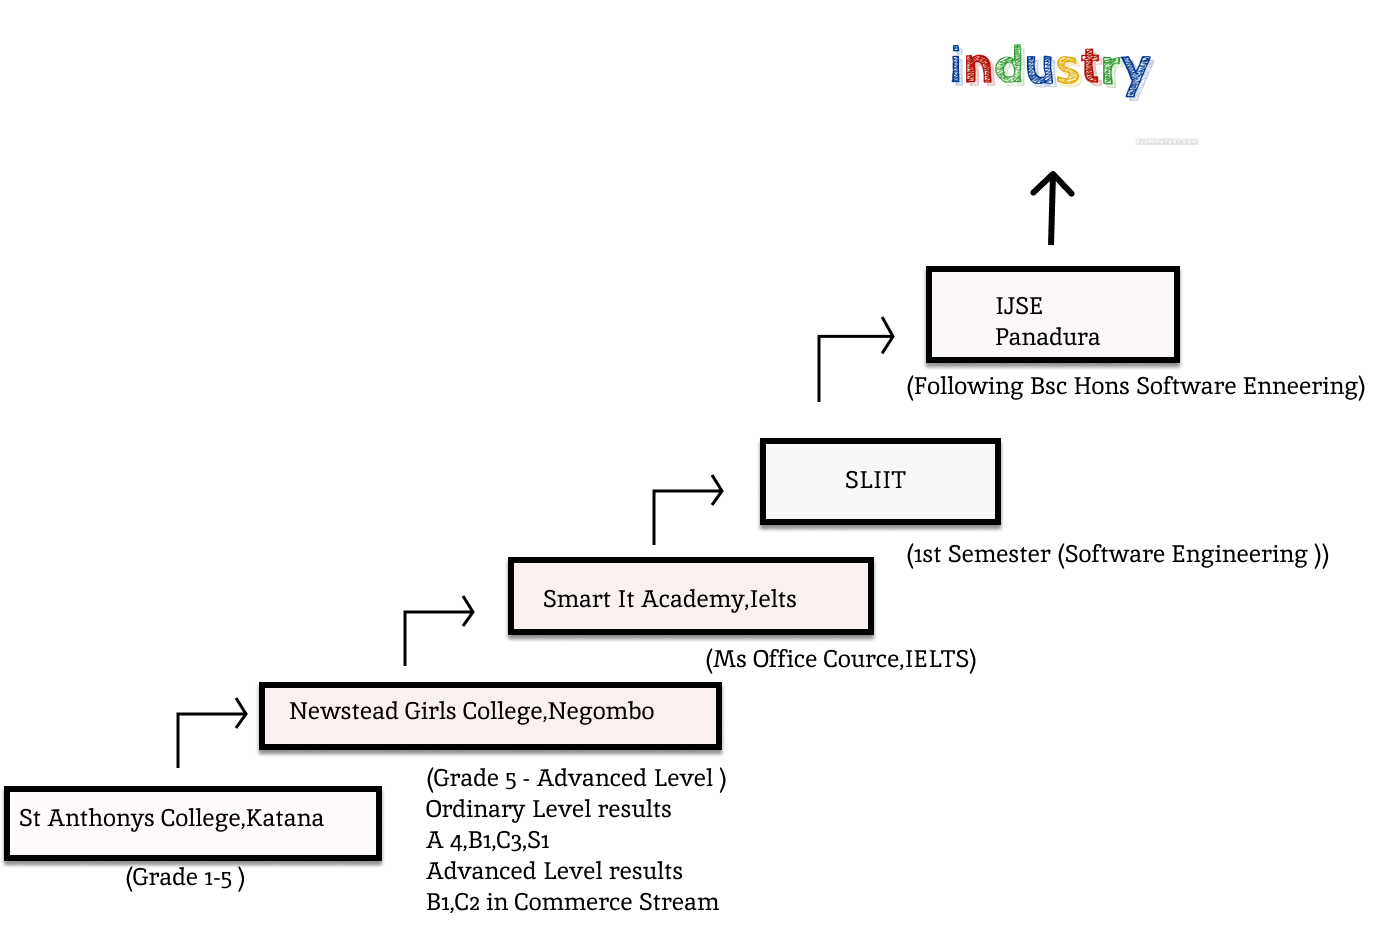 industry
IJSE
Panadura
(Following Bsc Hons Software Enneering)
SLIIT
(1st Semester (Software Engineering ))
Smart It Academy,Ielts
(Ms Office Cource,IELTS)
Newstead Girls College,Negombo
(Grade 5 - Advanced Level )
Ordinary Level results
A 4,B1,C3,S1
Advanced Level results
B1,C2 in Commerce Stream
St Anthonys College,Katana
(Grade 1-5 )